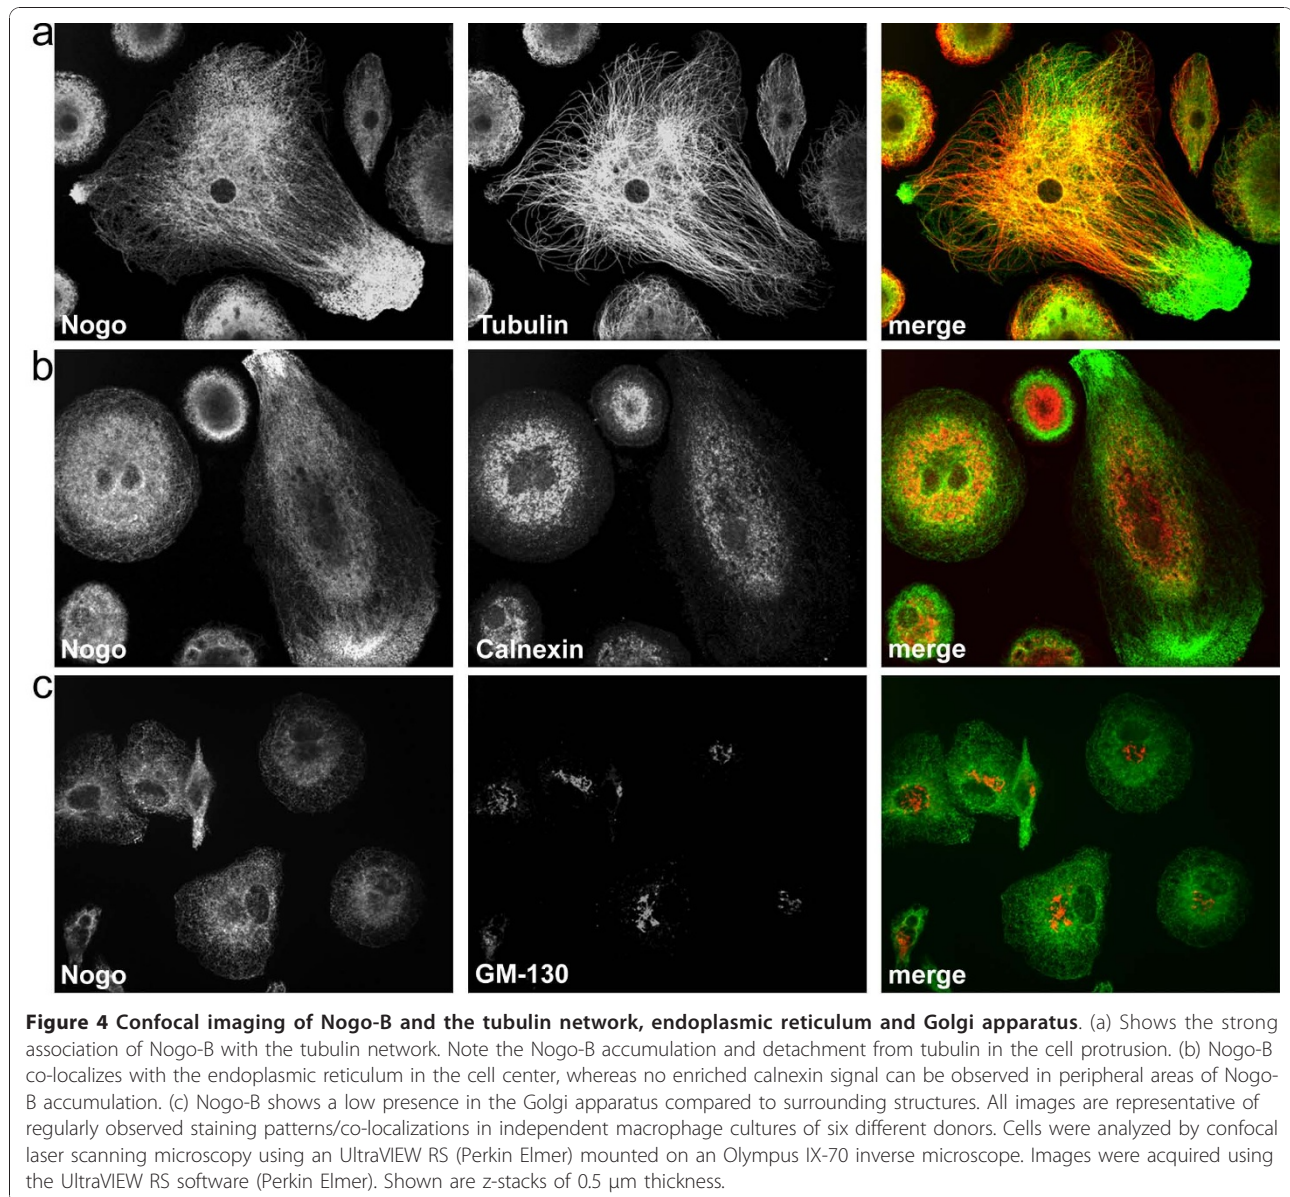 a
Nogo
Tubulin
merge
b
Nogo
Calnexin
merge
c
Nogo
GM-130
merge
Figure 4 Confocal imaging of Nogo-B and the tubulin network, endoplasmic reticulum and Golgi apparatus. (a) Shows the strong
association of Nogo-B with the tubulin network. Note the Nogo-B accumulation and detachment from tubulin in the cell protrusion. (b) Nogo-B
co-localizes with the endoplasmic reticulum in the cell center, whereas no enriched calnexin signal can be observed in peripheral areas of Nogo-
B accumulation. (c) Nogo-B shows a low presence in the Golgi apparatus compared to surrounding structures. All images are representative of
regularly observed staining patterns/co-localizations in independent macrophage cultures of six different donors. Cells were analyzed by confocal
laser scanning microscopy using an UltraVIEW RS (Perkin Elmer) mounted on an Olympus IX-70 inverse microscope. Images were acquired using
the UltraVIEW RS software (Perkin Elmer). Shown are z-stacks of 0.5 μm thickness.